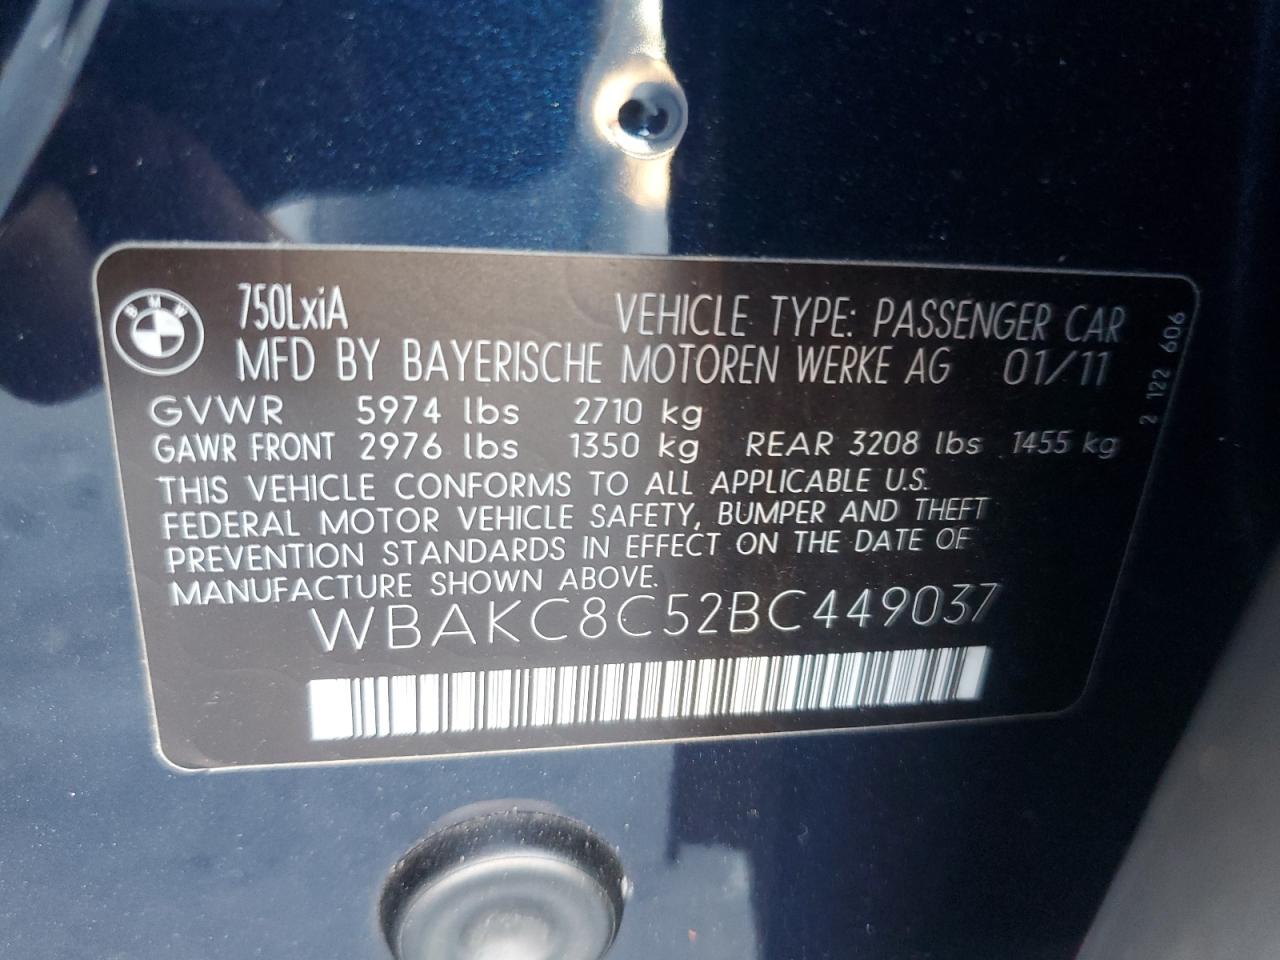 BMW
750LxiA
VEHICLE TYPE: PASSENGER CAR
MFD BY BAYERISCHE MOTOREN WERKE AG 01/11
GVWR 5974 lbs 2710 kg
GAWR FRONT 2976 lbs 1350 kg REAR 3208 lbs 1455 kg
THIS VEHICLE CONFORMS TO ALL APPLICABLE U.S.
FEDERAL MOTOR VEHICLE SAFETY, BUMPER AND THEFT
PREVENTION STANDARDS IN EFFECT ON THE DATE OF
MANUFACTURE SHOWN ABOVE.
WBAKC8C52BC449037
2 122 606